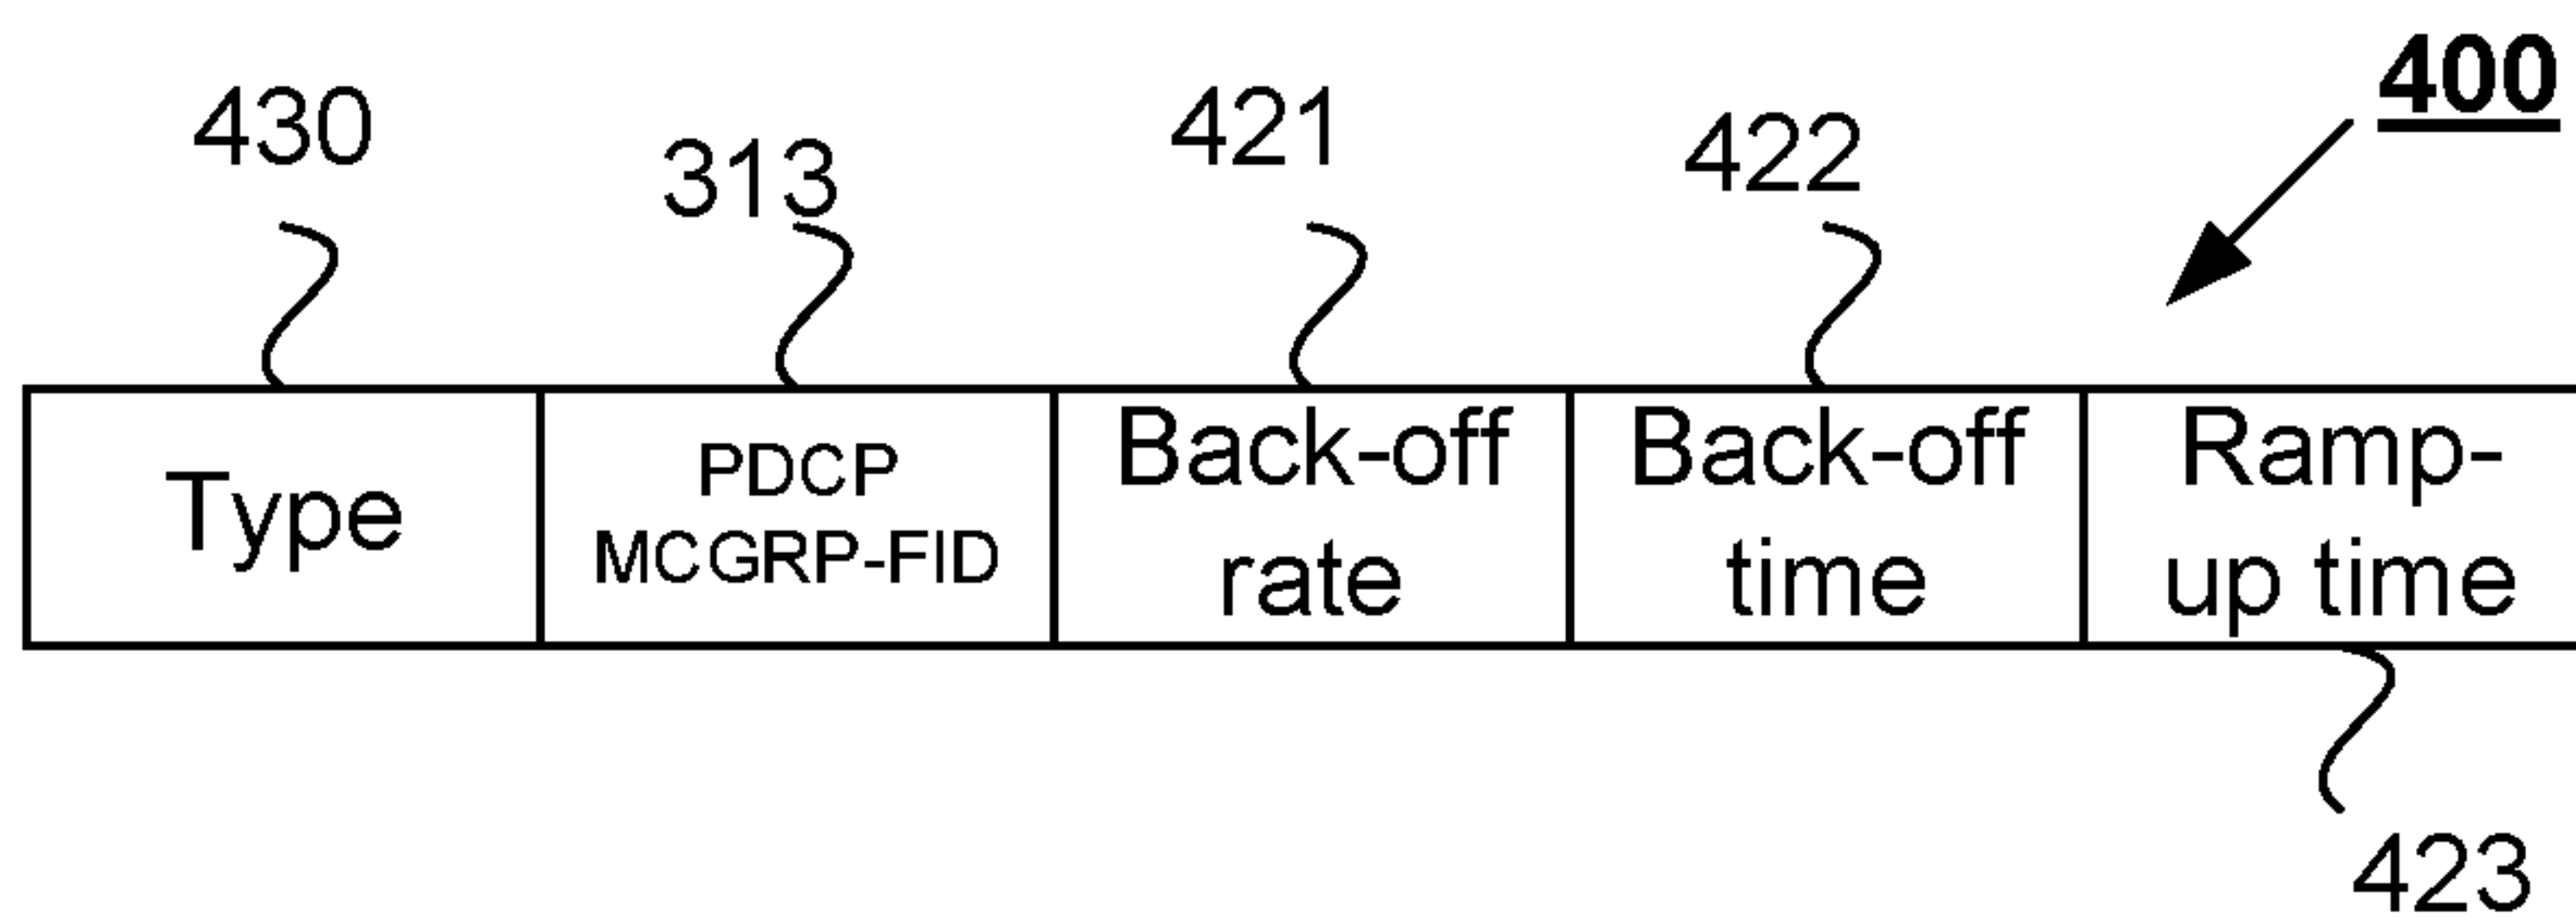 400
430
313
421
422
Type
PDCP
MCGRP-FID
Back-off
rate
Back-off
time
Ramp-
up time
423